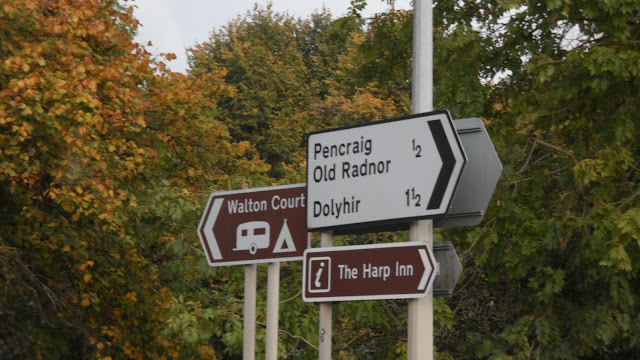 Pencraig ½
Old Radnor
Dolyhir 1½
Walton Court
i The Harp Inn